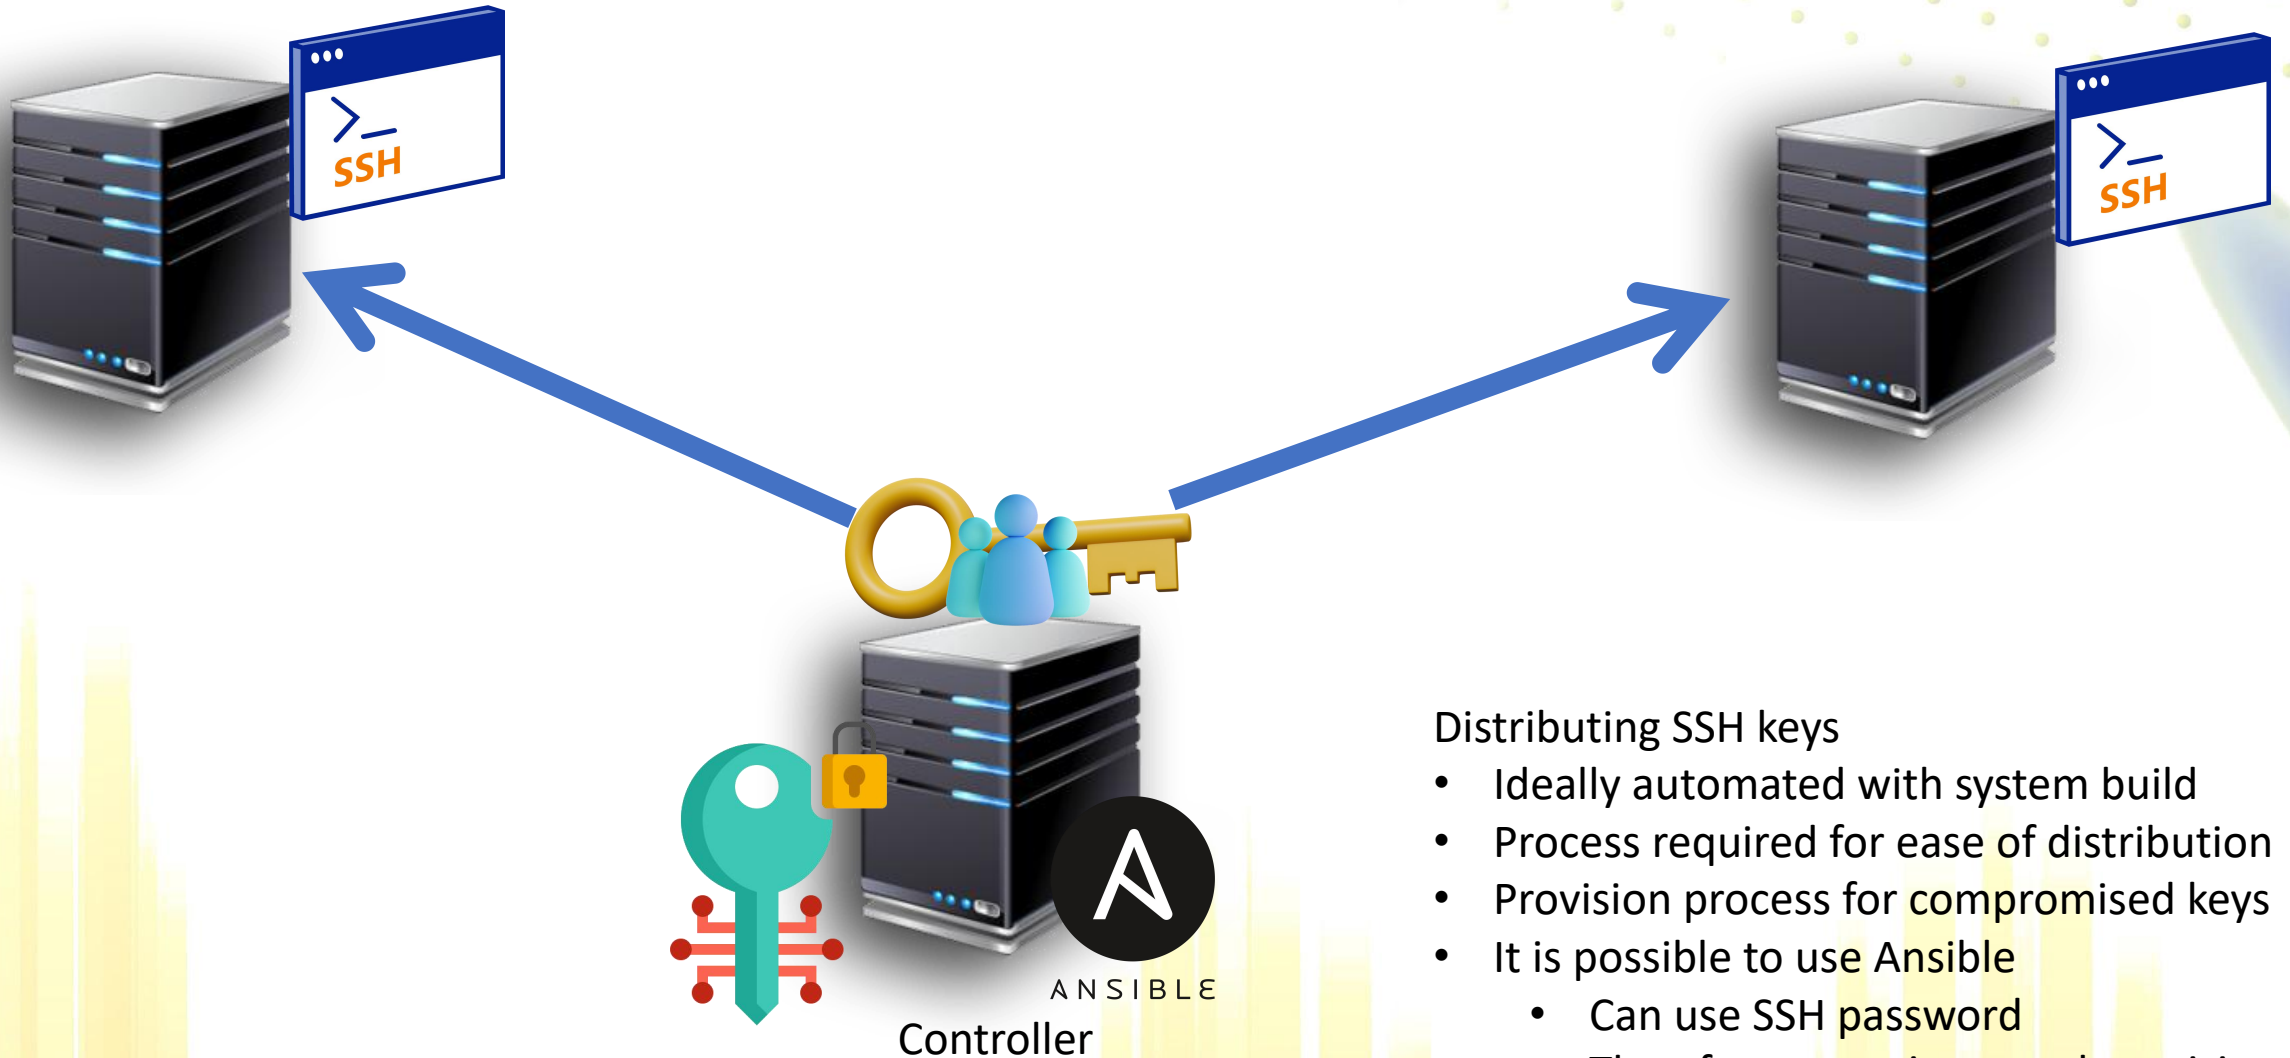 >_
SSH
>_
SSH
ANSIBLE
Controller
Distributing SSH keys
• Ideally automated with system build
• Process required for ease of distribution
• Provision process for compromised keys
• It is possible to use Ansible
• Can use SSH password